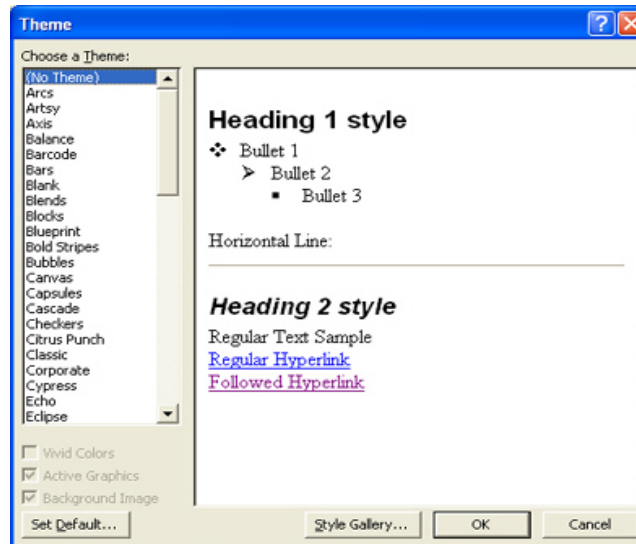 Theme
Choose a Theme:
(No Theme)
Arcs
Artsy
Axis
Balance
Barcode
Bars
Blank
Blends
Blocks
Blueprint
Bold Stripes
Bubbles
Canvas
Capsules
Cascade
Checkers
Citrus Punch
Classic
Corporate
Cypress
Echo
Eclipse
Vivid Colors
Active Graphics
Background Image
Heading 1 style
Bullet 1
Bullet 2
Bullet 3
Horizontal Line:
Heading 2 style
Regular Text Sample
Regular Hyperlink
Followed Hyperlink
Set Default... Style Gallery... OK Cancel